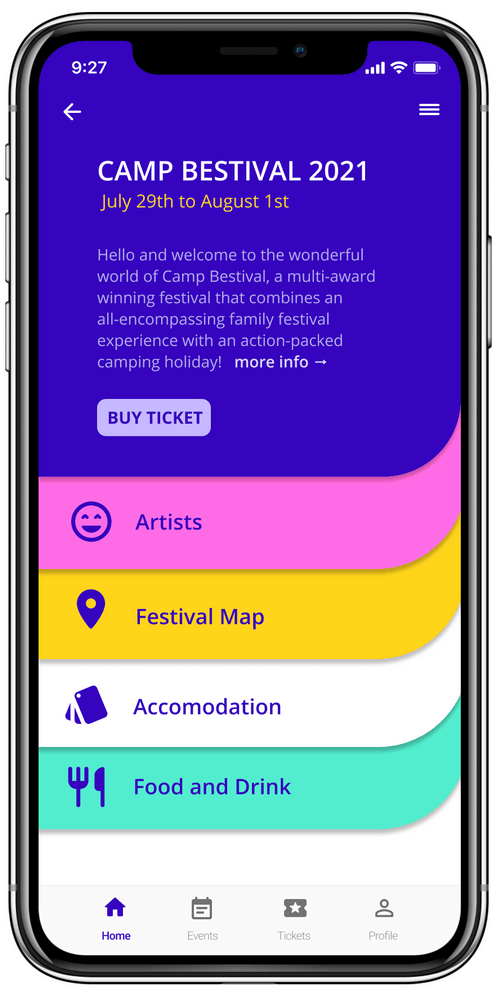 9:27
CAMP BESTIVAL 2021
July 29th to August 1st
Hello and welcome to the wonderful
world of Camp Bestival, a multi-award
winning festival that combines an
all-encompassing family festival
experience with an action-packed
camping holiday! more info →
BUY TICKET
Artists
Festival Map
Accomodation
Food and Drink
Home Events Tickets Profile